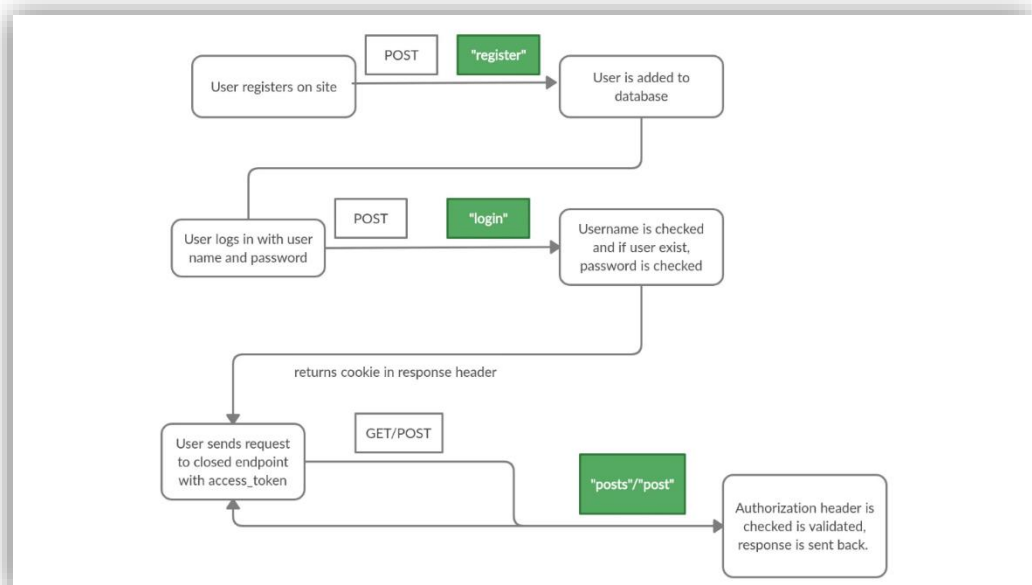 POST
"register"
User registers on site
User is added to
database
POST
"login"
User logs in with user
name and password
Username is checked
and if user exist,
password is checked
returns cookie in response header
GET/POST
User sends request
to closed endpoint
with access_token
"posts"/"post"
Authorization header is
checked is validated,
response is sent back.